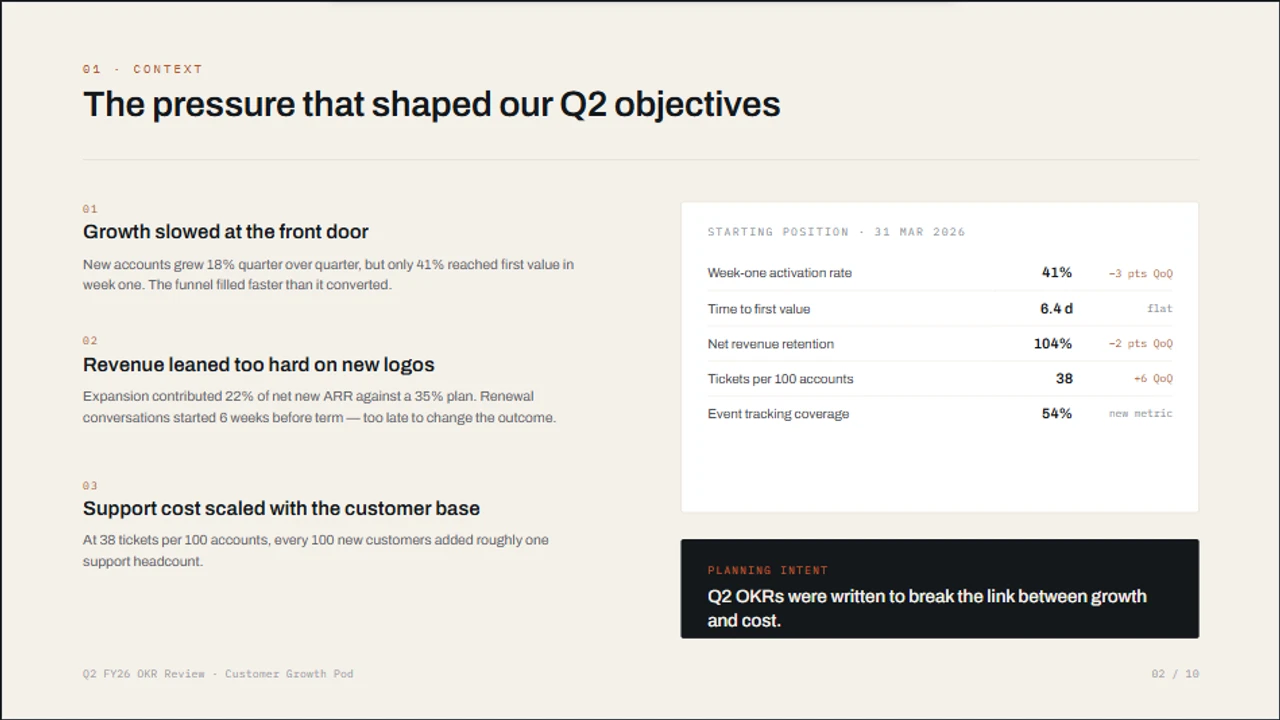 01 · CONTEXT
The pressure that shaped our Q2 objectives
01
Growth slowed at the front door
New accounts grew 18% quarter over quarter, but only 41% reached first value in
week one. The funnel filled faster than it converted.
02
Revenue leaned too hard on new logos
Expansion contributed 22% of net new ARR against a 35% plan. Renewal
conversations started 6 weeks before term — too late to change the outcome.
03
Support cost scaled with the customer base
At 38 tickets per 100 accounts, every 100 new customers added roughly one
support headcount.
STARTING POSITION · 31 MAR 2026
Week-one activation rate 41% −3 pts QoQ
Time to first value 6.4 d flat
Net revenue retention 104% −2 pts QoQ
Tickets per 100 accounts 38 +6 QoQ
Event tracking coverage 54% new metric
PLANNING INTENT
Q2 OKRs were written to break the link between growth
and cost.
Q2 FY26 OKR Review · Customer Growth Pod
02 / 10